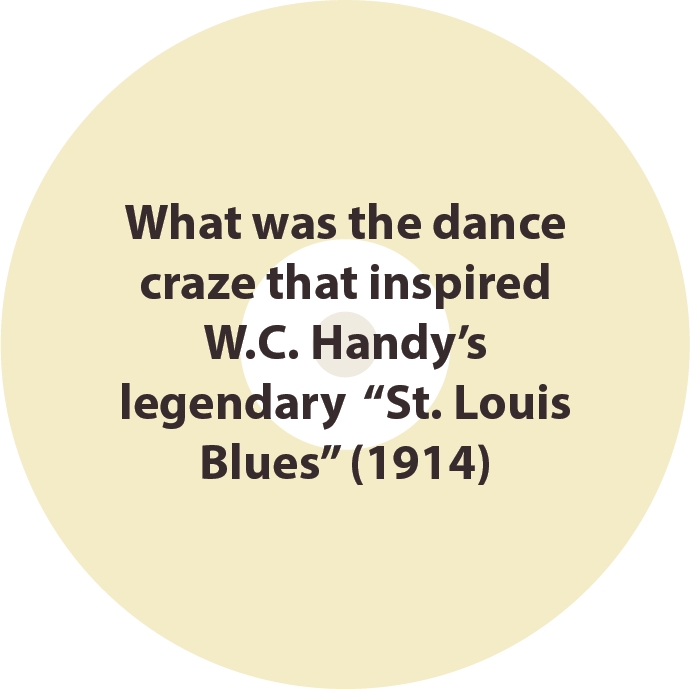 What was the dance
craze that inspired
W.C. Handy’s
legendary  “St. Louis
Blues” (1914)